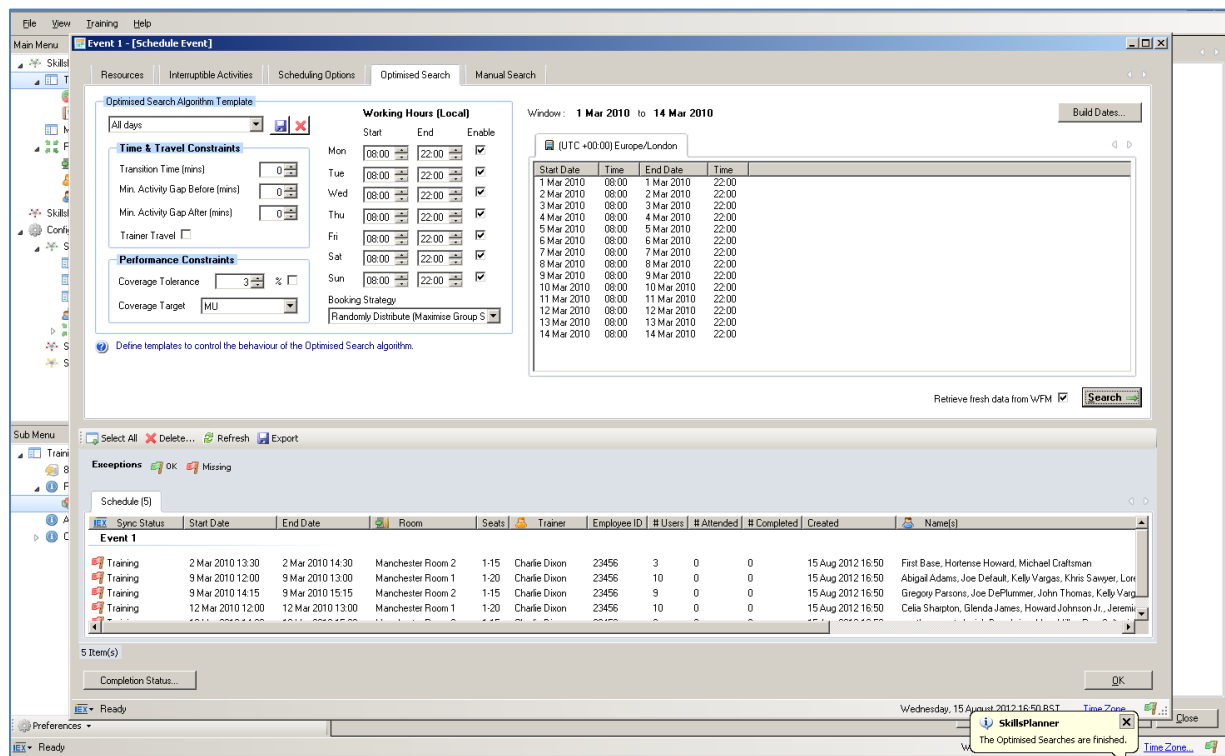 File View Training Help
Main Menu
Event 1 - [Schedule Event]
Resources Interruptible Activities Scheduling Options Optimised Search Manual Search
Optimised Search Algorithm Template
All days
Time & Travel Constraints
Transition Time (mins) 0
Min. Activity Gap Before (mins) 0
Min. Activity Gap After (mins) 0
Trainer Travel
Performance Constraints
Coverage Tolerance 3 %
Coverage Target MU
Working Hours (Local)
Start End Enable
Mon 08:00 22:00
Tue 08:00 22:00
Wed 08:00 22:00
Thu 08:00 22:00
Fri 08:00 22:00
Sat 08:00 22:00
Sun 08:00 22:00
Booking Strategy
Randomly Distribute (Maximise Group S
Define templates to control the behaviour of the Optimised Search algorithm.
Window: 1 Mar 2010 to 14 Mar 2010
Build Dates...
(UTC +00:00) Europe/London
Start Date Time End Date Time
1 Mar 2010 08:00 1 Mar 2010 22:00
2 Mar 2010 08:00 2 Mar 2010 22:00
3 Mar 2010 08:00 3 Mar 2010 22:00
4 Mar 2010 08:00 4 Mar 2010 22:00
5 Mar 2010 08:00 5 Mar 2010 22:00
6 Mar 2010 08:00 6 Mar 2010 22:00
7 Mar 2010 08:00 7 Mar 2010 22:00
8 Mar 2010 08:00 8 Mar 2010 22:00
9 Mar 2010 08:00 9 Mar 2010 22:00
10 Mar 2010 08:00 10 Mar 2010 22:00
11 Mar 2010 08:00 11 Mar 2010 22:00
12 Mar 2010 08:00 12 Mar 2010 22:00
13 Mar 2010 08:00 13 Mar 2010 22:00
14 Mar 2010 08:00 14 Mar 2010 22:00
Retrieve fresh data from WFM Search
Sub Menu
Select All Delete... Refresh Export
Exceptions OK Missing
Schedule (5)
IEX Sync Status Start Date End Date Room Seats Trainer Employee ID # Users # Attended # Completed Created Name(s)
Event 1
Training 2 Mar 2010 13:30 2 Mar 2010 14:30 Manchester Room 2 1-15 Charlie Dixon 23456 3 0 0 15 Aug 2012 16:50 First Base, Hortense Howard, Michael Craftsman
Training 9 Mar 2010 12:00 9 Mar 2010 13:00 Manchester Room 1 1-20 Charlie Dixon 23456 10 0 0 15 Aug 2012 16:50 Abigail Adams, Joe Default, Kelly Vargas, Khris Sawyer, Lore
Training 9 Mar 2010 14:15 9 Mar 2010 15:15 Manchester Room 2 1-15 Charlie Dixon 23456 9 0 0 15 Aug 2012 16:50 Gregory Parsons, Joe DePlummer, John Thomas, Kelly Varg
Training 12 Mar 2010 12:00 12 Mar 2010 13:00 Manchester Room 1 1-20 Charlie Dixon 23456 10 0 0 15 Aug 2012 16:50 Celia Sharpton, Glenda James, Howard Johnson Jr., Jeremia
5 Item(s)
Completion Status... OK
IEX Ready Wednesday, 15 August 2012 16:50 BST Time Zone...
Preferences Close
SkillsPlanner
The Optimised Searches are finished.
IEX Ready Time Zone...